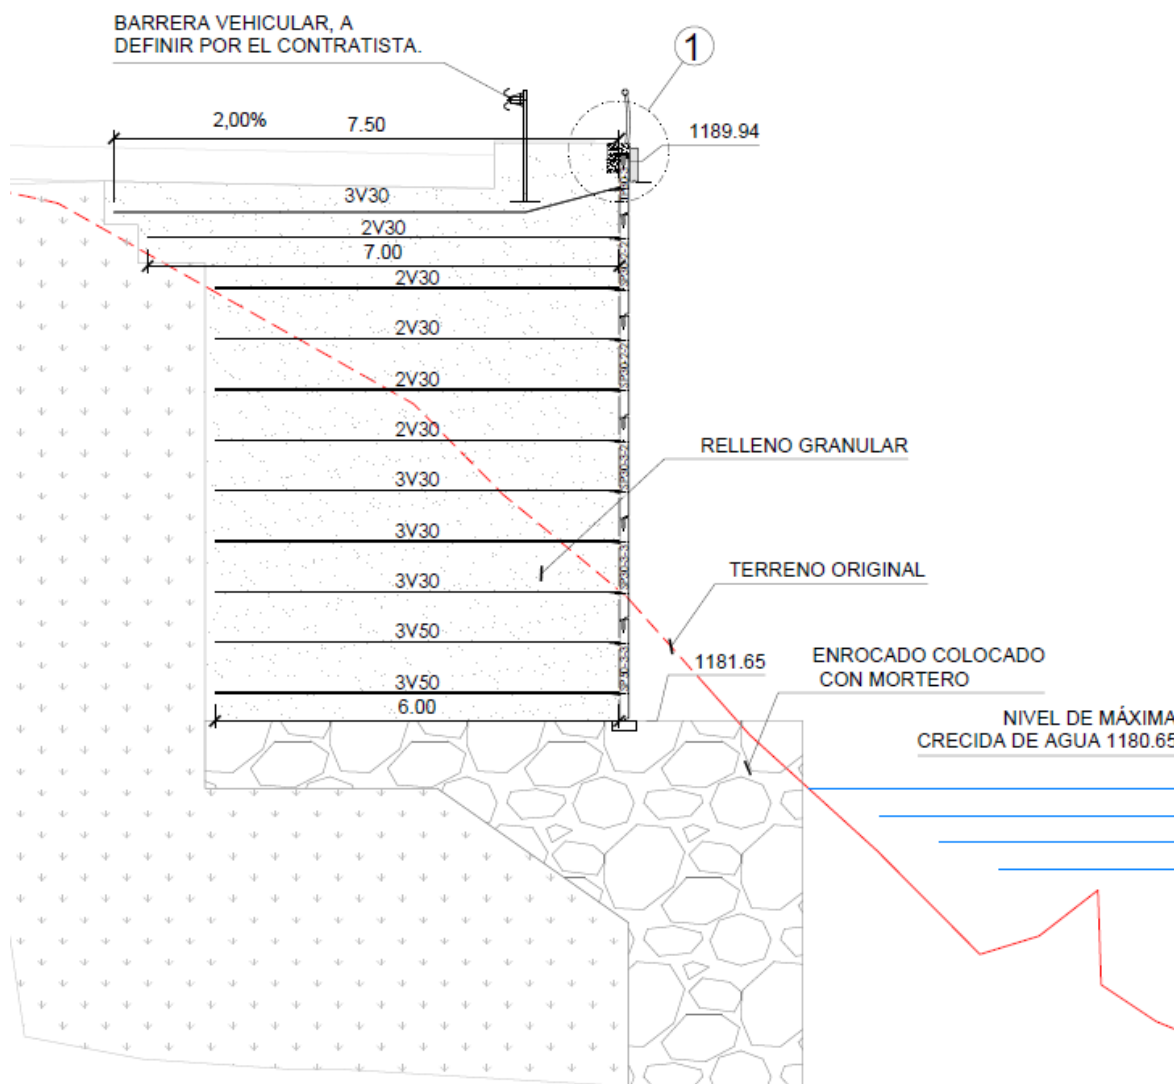 BARRERA VEHICULAR, A
DEFINIR POR EL CONTRATISTA.
1
2,00%
7.50
1189.94
3V30
2V30
7.00
2V30
2V30
2V30
2V30
RELLENO GRANULAR
3V30
3V30
3V30
TERRENO ORIGINAL
3V50
1181.65
ENROCADO COLOCADO
CON MORTERO
3V50
6.00
NIVEL DE MÁXIMA
CRECIDA DE AGUA 1180.65